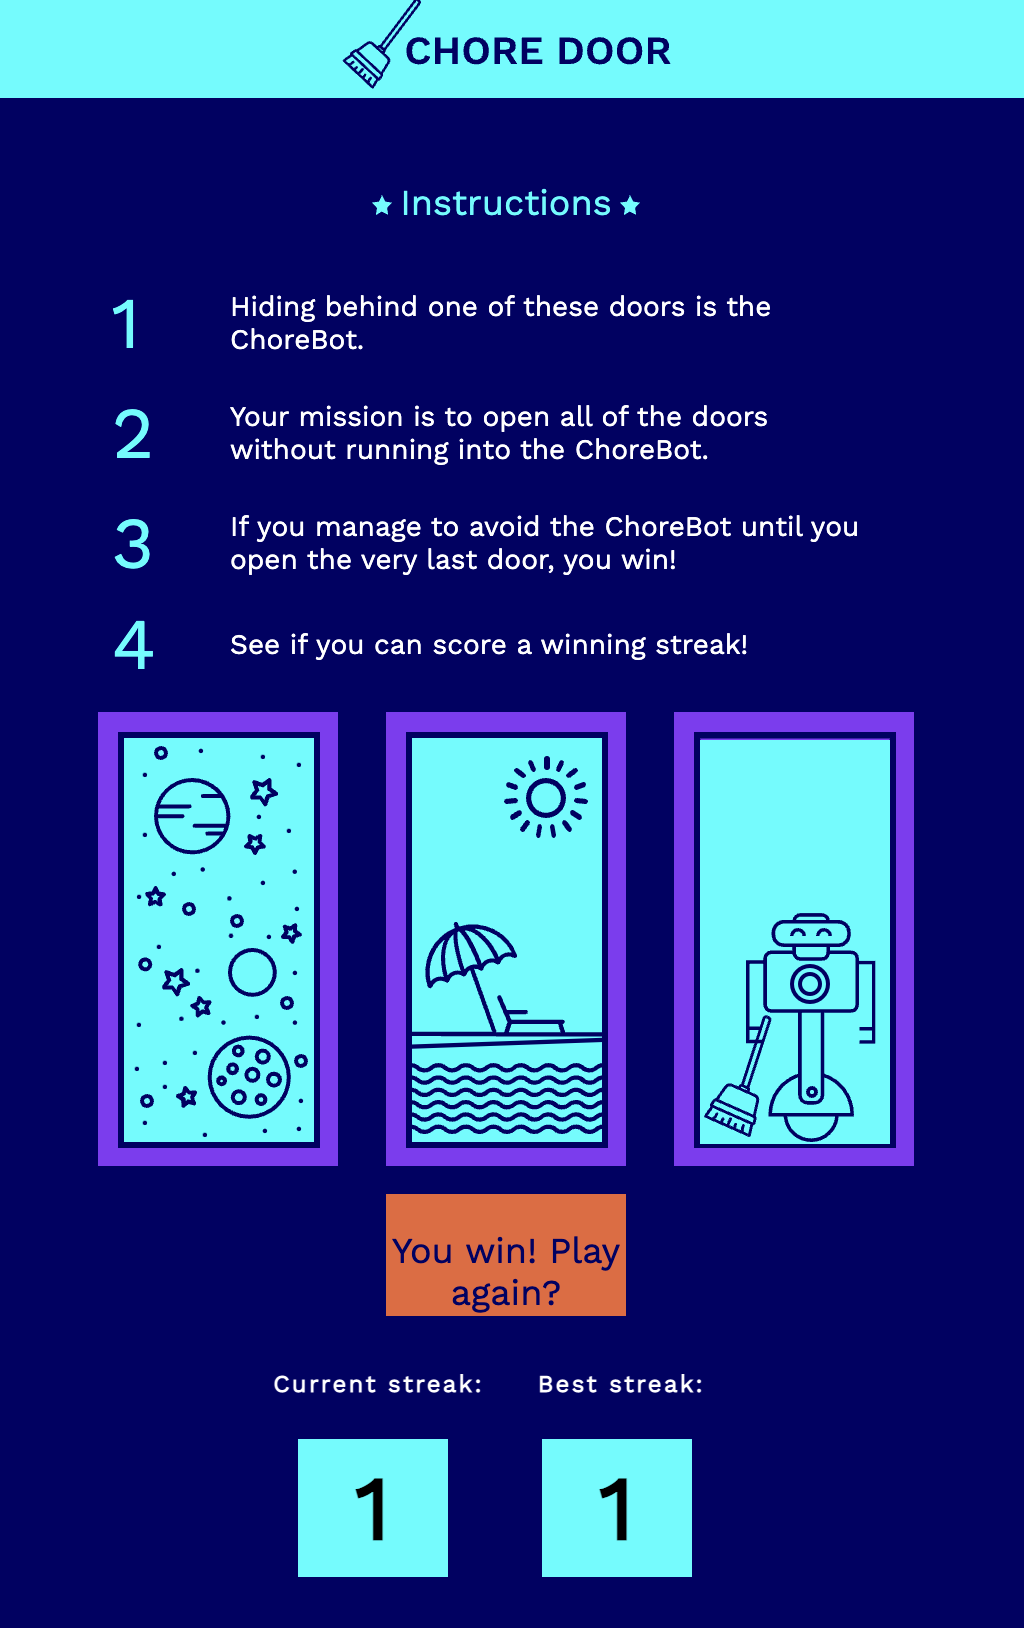 CHORE DOOR
Instructions
1
Hiding behind one of these doors is the
ChoreBot.
2
Your mission is to open all of the doors
without running into the ChoreBot.
3
If you manage to avoid the ChoreBot until you
open the very last door, you win!
4
See if you can score a winning streak!
You win! Play
again?
Current streak:
Best streak:
1
1